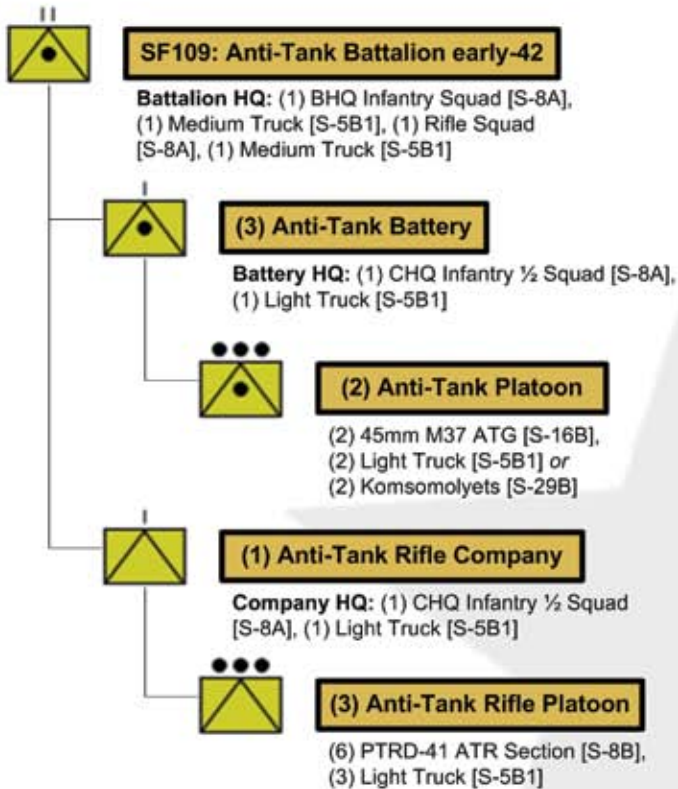 SF109: Anti-Tank Battalion early-42
Battalion HQ: (1) BHQ Infantry Squad [S-8A],
(1) Medium Truck [S-5B1], (1) Rifle Squad
[S-8A], (1) Medium Truck [S-5B1]
(3) Anti-Tank Battery
Battery HQ: (1) CHQ Infantry ½ Squad [S-8A],
(1) Light Truck [S-5B1]
(2) Anti-Tank Platoon
(2) 45mm M37 ATG [S-16B],
(2) Light Truck [S-5B1] or
(2) Komsomolyets [S-29B]
(1) Anti-Tank Rifle Company
Company HQ: (1) CHQ Infantry ½ Squad
[S-8A], (1) Light Truck [S-5B1]
(3) Anti-Tank Rifle Platoon
(6) PTRD-41 ATR Section [S-8B],
(3) Light Truck [S-5B1]